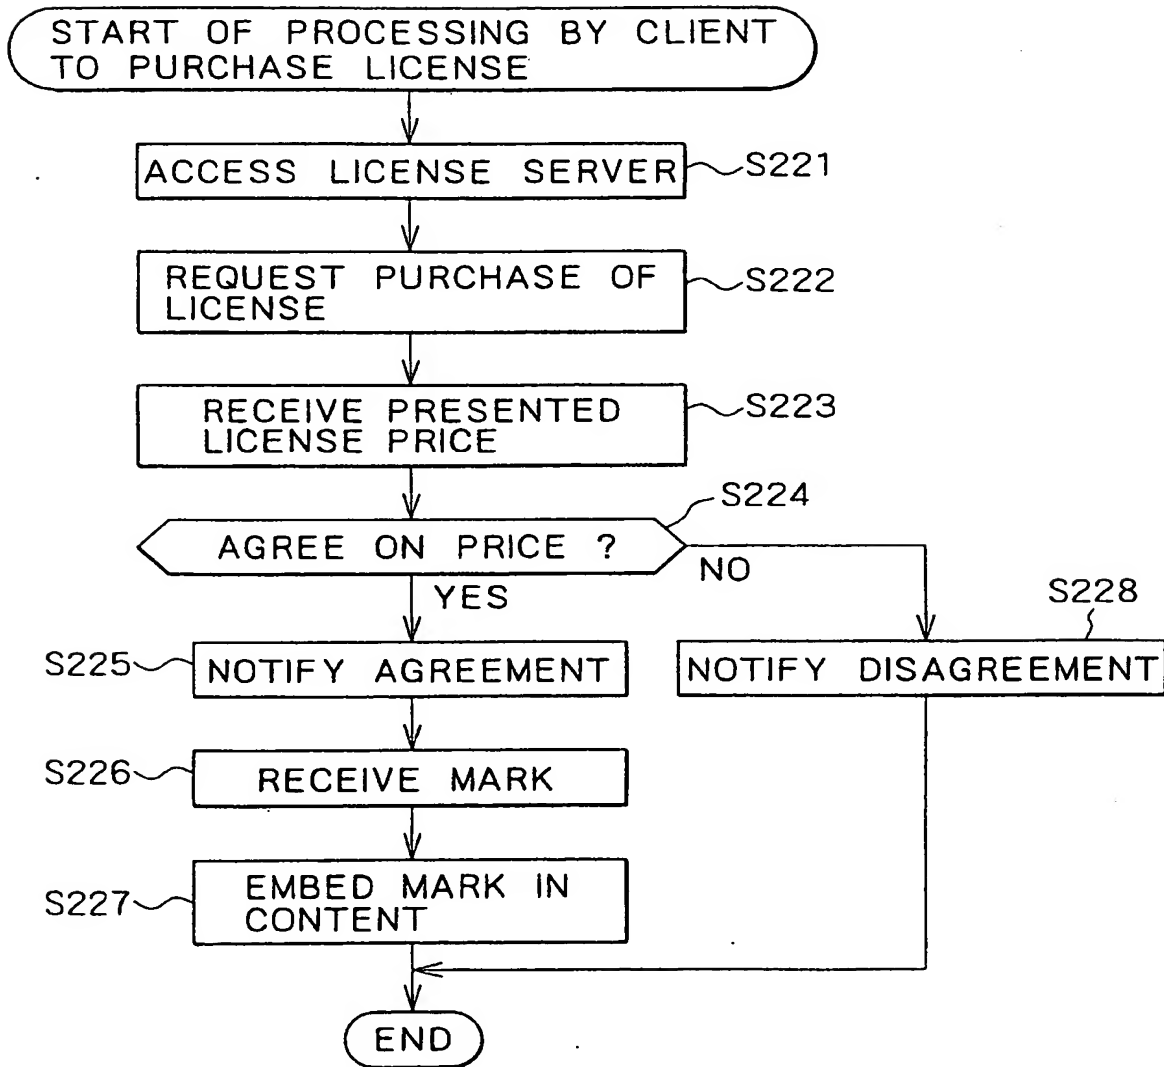 START OF PROCESSING BY CLIENT
TO PURCHASE LICENSE
ACCESS LICENSE SERVER
S221
REQUEST PURCHASE OF
LICENSE
S222
RECEIVE PRESENTED
LICENSE PRICE
S223
S224
AGREE ON PRICE ?
NO
YES
S228
S225
NOTIFY AGREEMENT
NOTIFY DISAGREEMENT
S226
RECEIVE MARK
S227
EMBED MARK IN
CONTENT
END